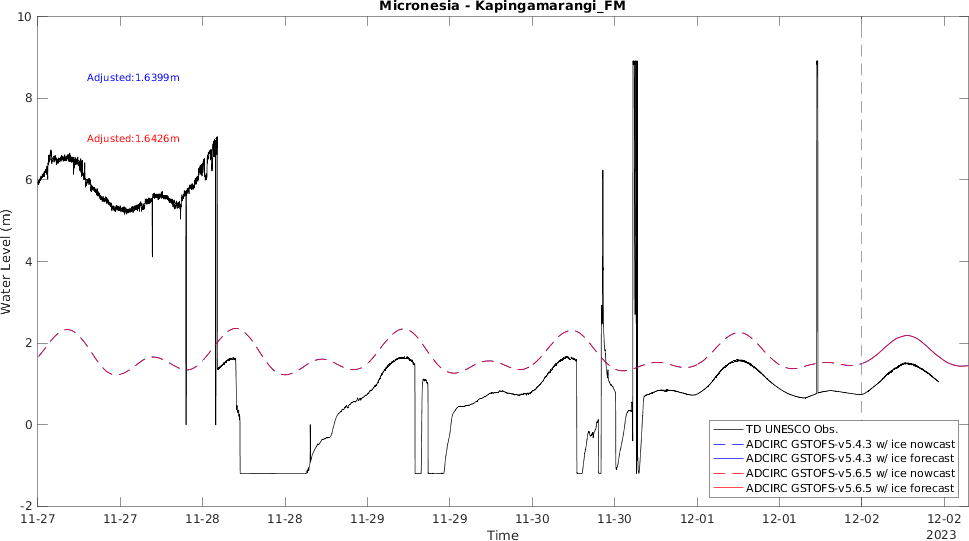 Micronesia - Kapingamarangi_FM
10
8
6
4
2
0
-2
Water Level (m)
Adjusted:1.6399m
Adjusted:1.6426m
TD UNESCO Obs.
ADCIRC GSTOFS-v5.4.3 w/ ice nowcast
ADCIRC GSTOFS-v5.4.3 w/ ice forecast
ADCIRC GSTOFS-v5.6.5 w/ ice nowcast
ADCIRC GSTOFS-v5.6.5 w/ ice forecast
11-27 11-27 11-28 11-28 11-29 11-29 11-30 11-30 12-01 12-01 12-02 12-02
Time
2023